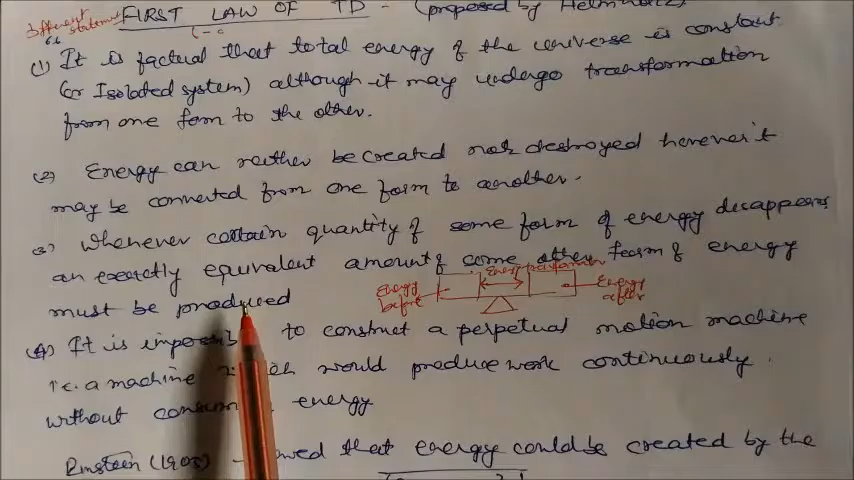 Different statements FIRST LAW OF TD - (proposed by Helmholtz)
(1) It is factual that total energy of the universe is constant
(or Isolated system) although it may undergo transformation
from one form to the other.
(2) Energy can neither be created nor destroyed however it
may be converted from one form to another.
(3) Whenever certain quantity of some form of energy disappears
an exactly equivalent amount of some other form of energy
must be produced
Energy before
Energy transformation
Energy after
(4) It is to construct a perpetual motion machine
i.e. a machine would produce work continuously
without energy
Einstein (1905) that energy could be created by the